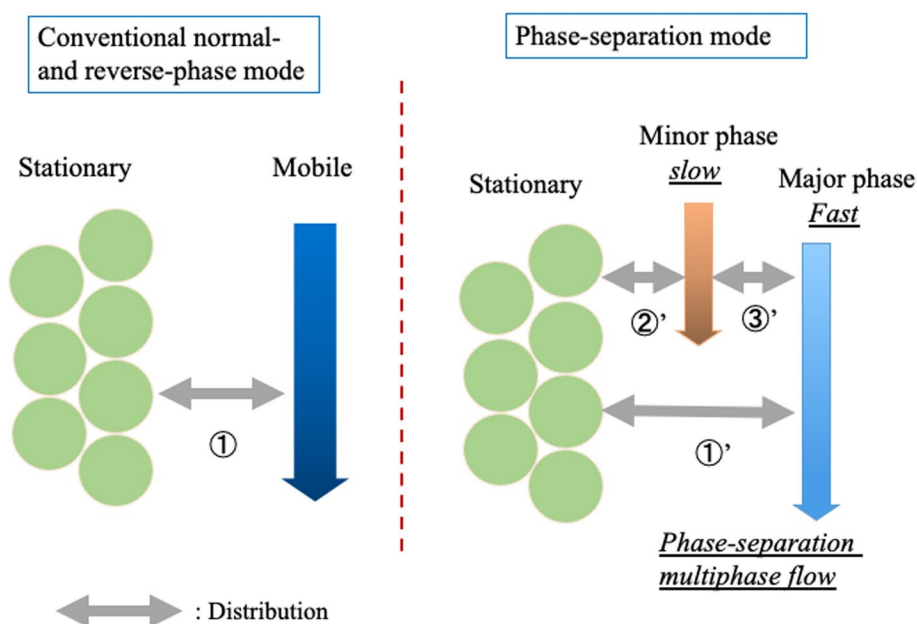 Conventional normal-
and reverse-phase mode
Stationary
Mobile
①
Phase-separation mode
Stationary
Minor phase
slow
Major phase
Fast
②’
③’
①’
Phase-separation
multiphase flow
: Distribution